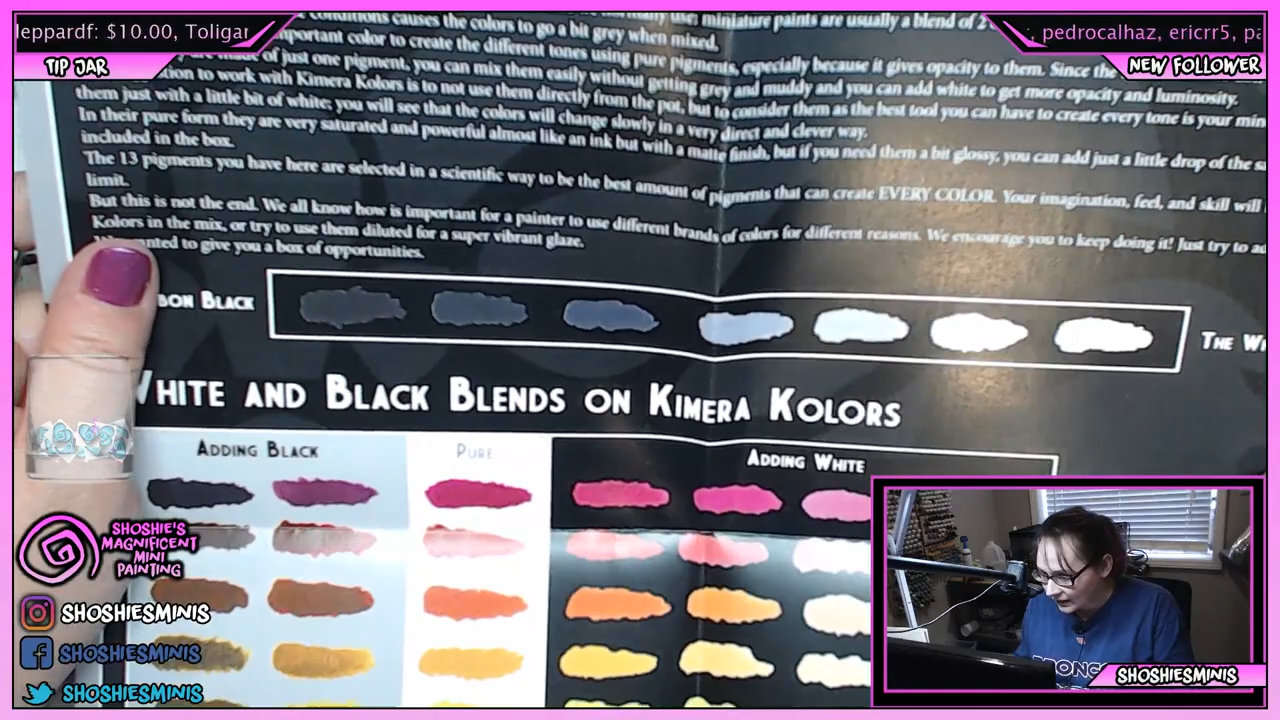 leppardf: $10.00, Toligar
TIP JAR
pedrocalhaz, ericrr5, pa
NEW FOLLOWER
conditions causes the colors to go a bit grey when mixed.
miniature paints are usually a blend of 2
important color to create the different tones using pure pigments, especially because it gives opacity to them. Since the
made of just one pigment, you can mix them easily without getting grey and muddy and you can add white to get more opacity and luminosity.
to work with Kimera Kolors is to not use them directly from the pot, but to consider them as the best tool you can have to create every tone is your min
them just with a little bit of white; you will see that the colors will change slowly in a very direct and clever way.
In their pure form they are very saturated and powerful almost like an ink but with a matte finish, but if you need them a bit glossy, you can add just a little drop of the sa
included in the box.
The 13 pigments you have here are selected in a scientific way to be the best amount of pigments that can create EVERY COLOR. Your imagination, feel, and skill will
limit.
But this is not the end. We all know how is important for a painter to use different brands of colors for different reasons. We encourage you to keep doing it! Just try to ad
Kolors in the mix, or try to use them diluted for a super vibrant glaze.
wanted to give you a box of opportunities.
BON BLACK
THE W
WHITE AND BLACK BLENDS ON KIMERA KOLORS
ADDING BLACK
PURE
ADDING WHITE
SHOSHIE'S
MAGNIFICENT
MINI
PAINTING
SHOSHIESMINIS
SHOSHIESMINIS
SHOSHIESMINIS
BRONC
SHOSHIESMINIS